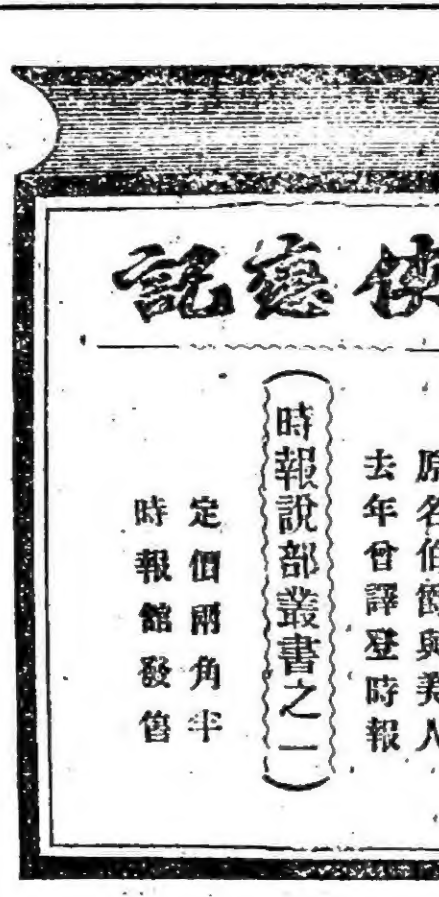 俠戀記
原名伯爵與美人
去年曾譯登時報
時報說部叢書之一
定價兩角半
時報館發售